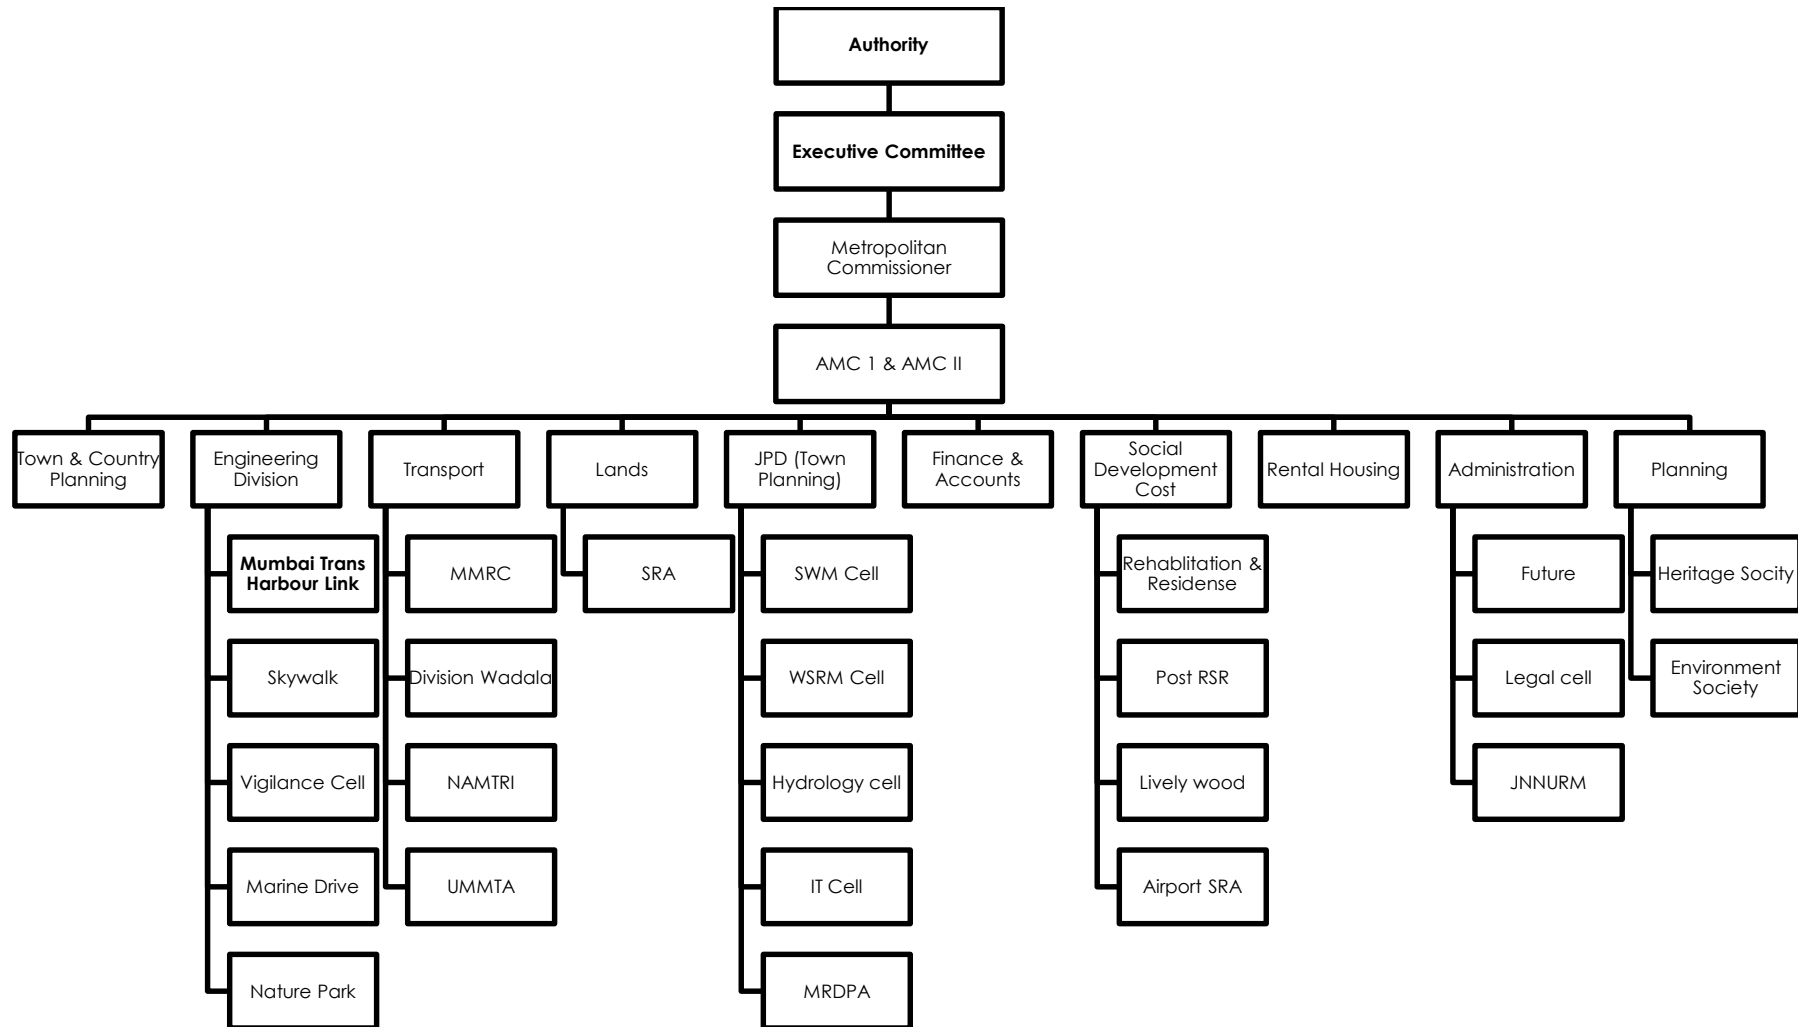 Authority
Executive Committee
Metropolitan
Commissioner
AMC 1 & AMC II
Town & Country
Planning
Engineering
Division
Transport
Lands
JPD (Town
Planning)
Finance &
Accounts
Social
Development
Cost
Rental Housing
Administration
Planning
Mumbai Trans
Harbour Link
Skywalk
Vigilance Cell
Marine Drive
Nature Park
MMRC
Division Wadala
NAMTRI
UMMTA
SRA
SWM Cell
WSRM Cell
Hydrology cell
IT Cell
MRDPA
Rehablitation &
Residense
Post RSR
Lively wood
Airport SRA
Future
Legal cell
JNNURM
Heritage Socity
Environment
Society